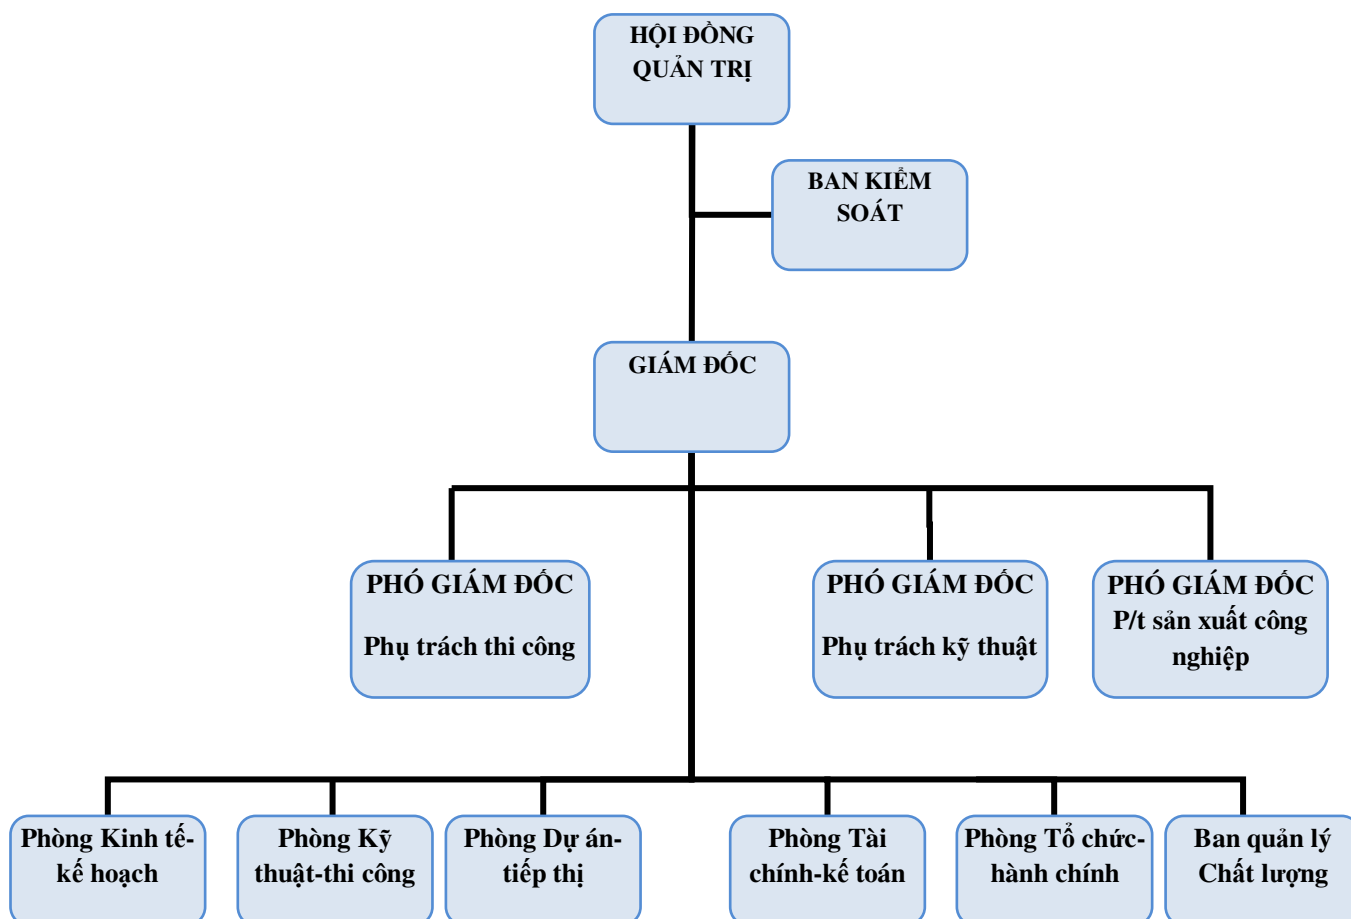 HỘI ĐỒNG
QUẢN TRỊ
BAN KIỂM
SOÁT
GIÁM ĐỐC
PHÓ GIÁM ĐỐC
Phụ trách thi công
PHÓ GIÁM ĐỐC
Phụ trách kỹ thuật
PHÓ GIÁM ĐỐC
P/t sản xuất công
nghiệp
Phòng Kinh tế-
kế hoạch
Phòng Kỹ
thuật-thi công
Phòng Dự án-
tiếp thị
Phòng Tài
chính-kế toán
Phòng Tổ chức-
hành chính
Ban quản lý
Chất lượng